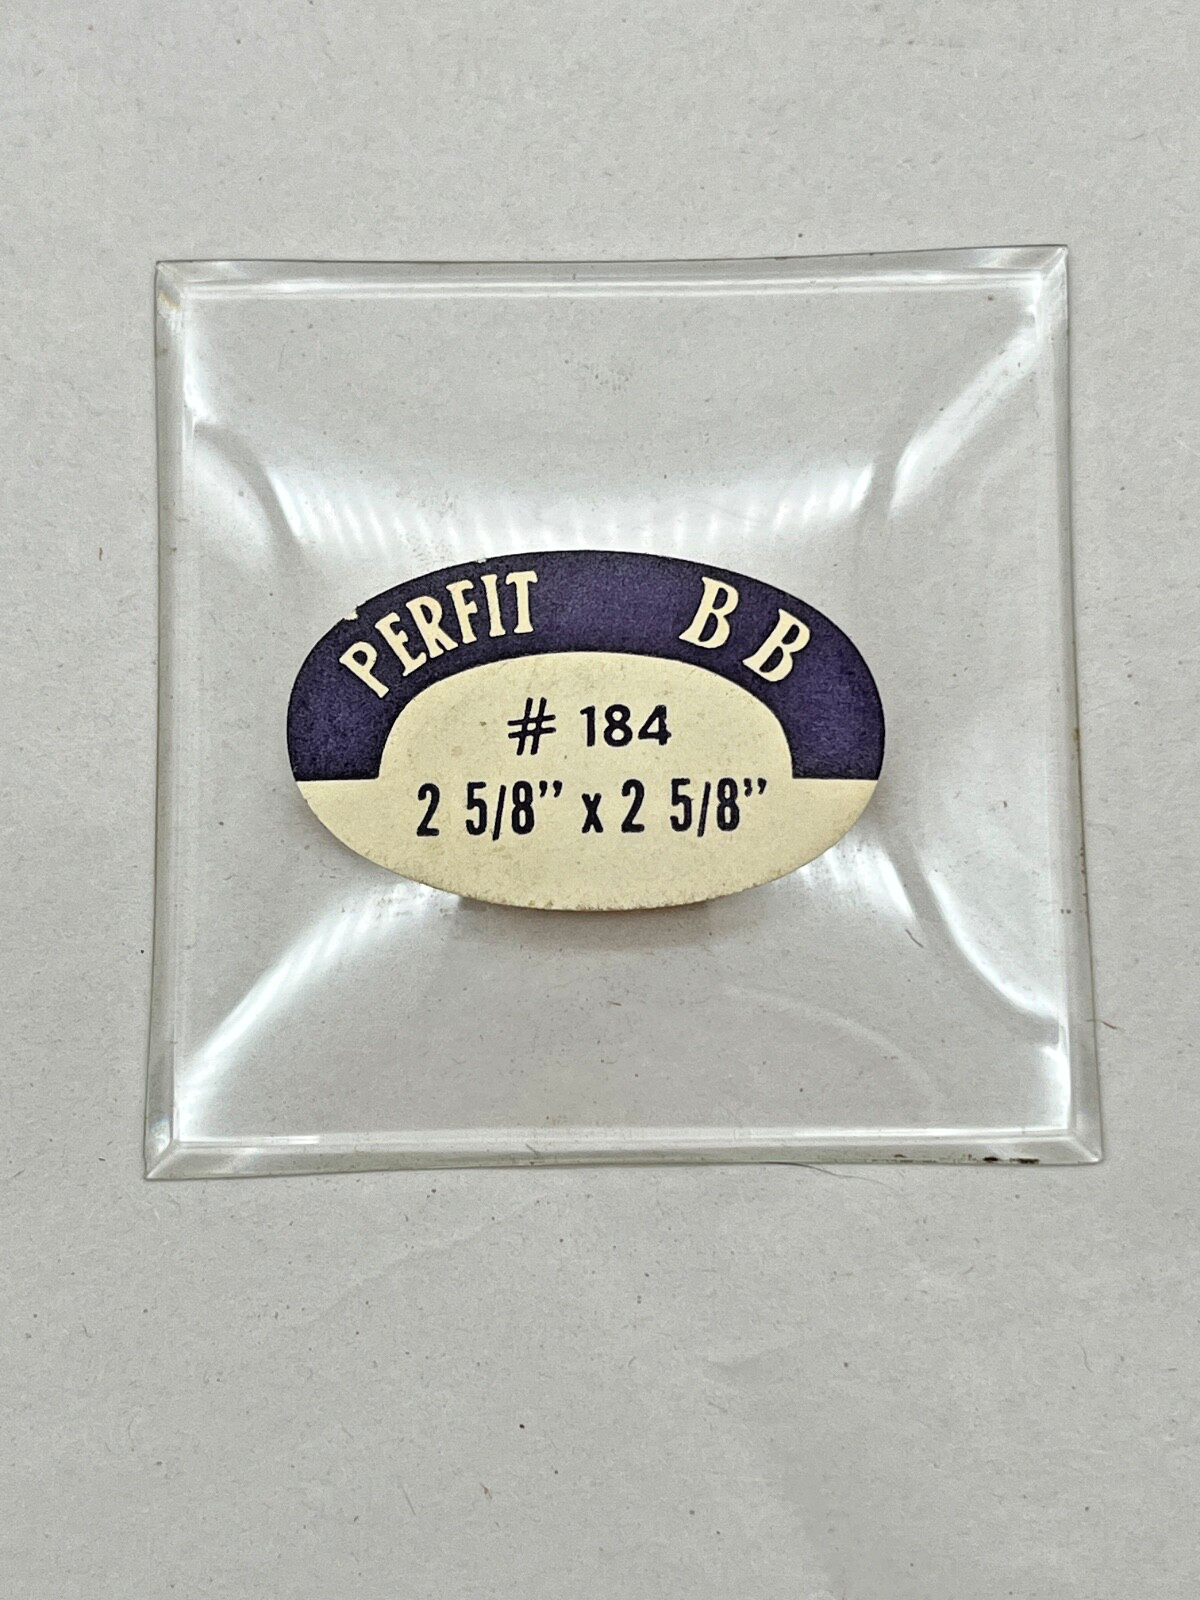 PERFIT BB
# 184
2 5/8” x 2 5/8”